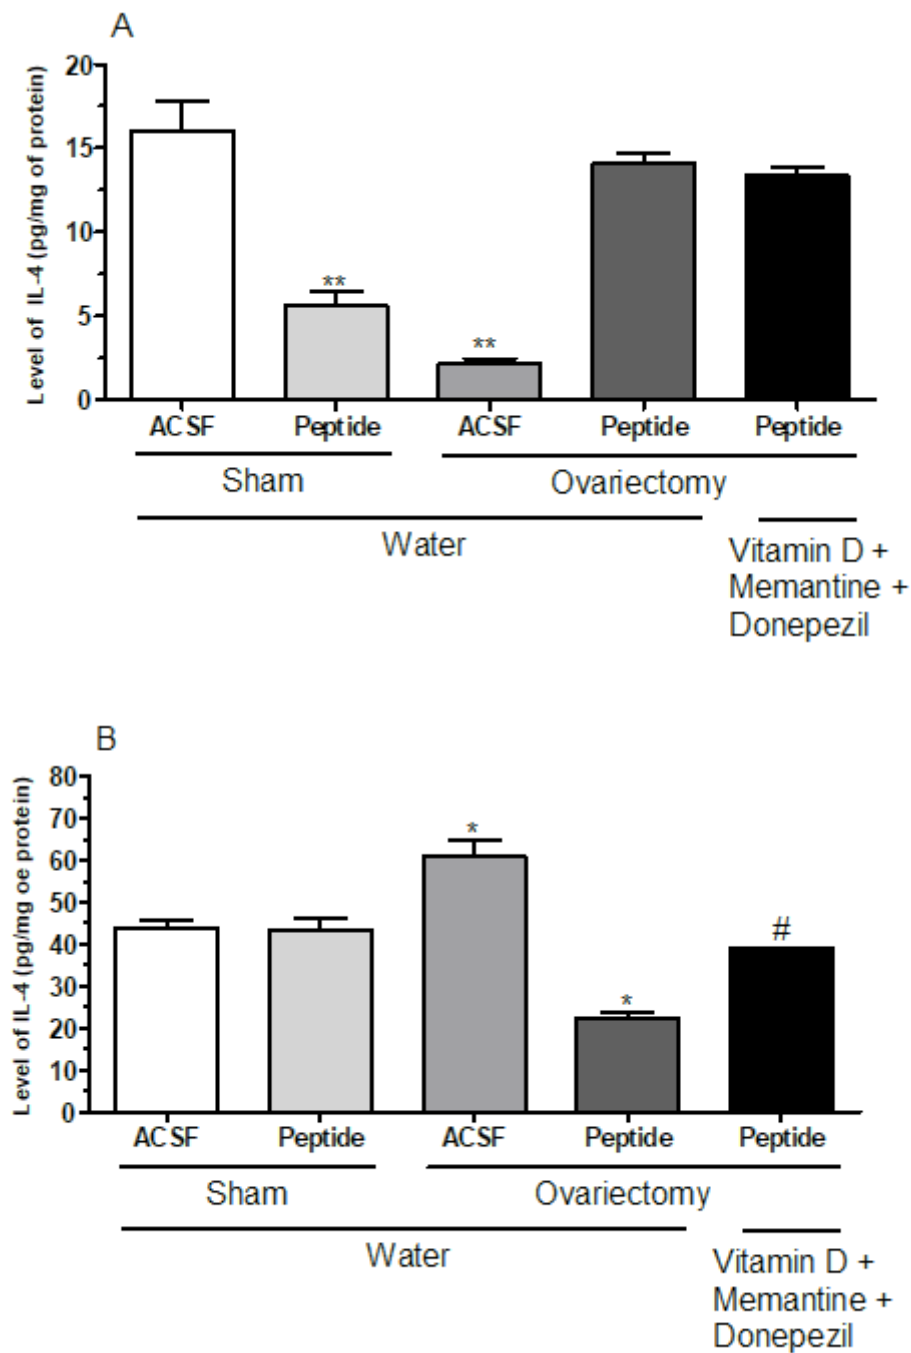 A
Level of IL-4 (pg/mg of protein)
20
15
10
5
0
**
**
ACSF Peptide ACSF Peptide Peptide
Sham Ovariectomy
Water
Vitamin D +
Memantine +
Donepezil
B
Level of IL-4 (pg/mg oe protein)
80
70
60
50
40
30
20
10
0
*
*
#
ACSF Peptide ACSF Peptide Peptide
Sham Ovariectomy
Water
Vitamin D +
Memantine +
Donepezil